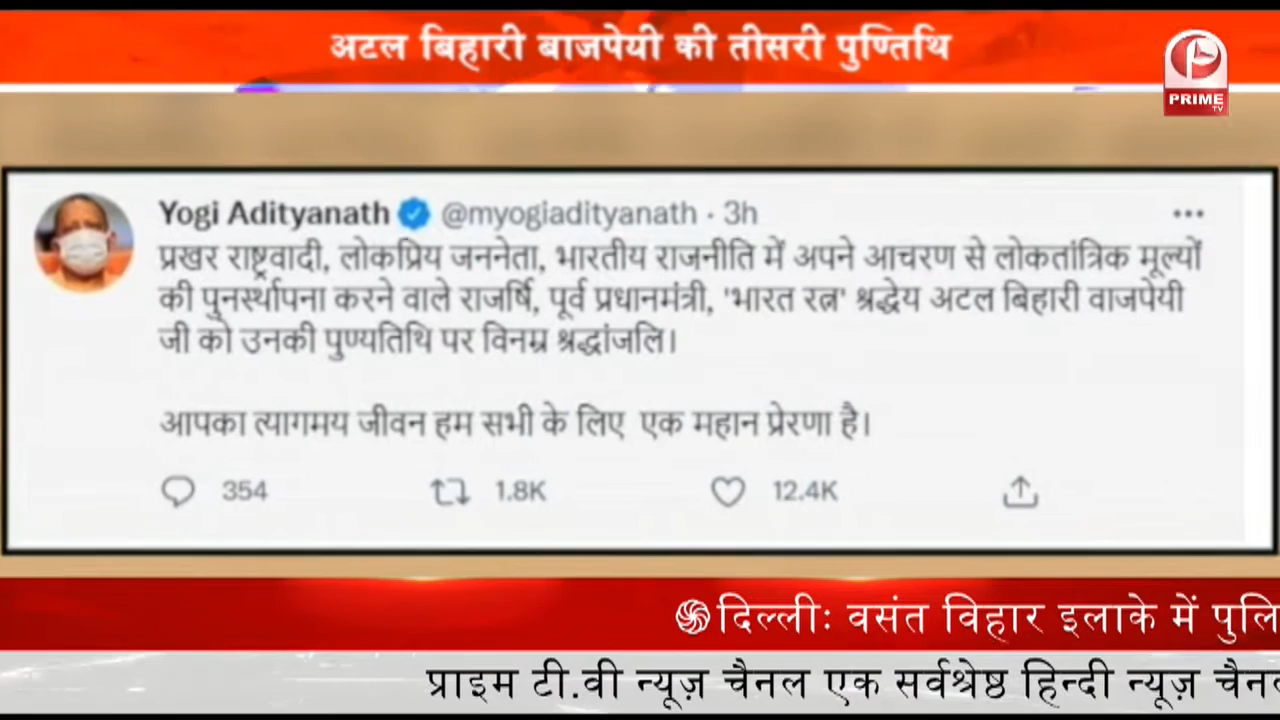 अटल बिहारी बाजपेयी की तीसरी पुण्तिथि
PRIME
TV
Yogi Adityanath @myogiadityanath · 3h
प्रखर राष्ट्रवादी, लोकप्रिय जननेता, भारतीय राजनीति में अपने आचरण से लोकतांत्रिक मूल्यों
की पुनर्स्थापना करने वाले राजर्षि, पूर्व प्रधानमंत्री, 'भारत रत्न' श्रद्धेय अटल बिहारी वाजपेयी
जी को उनकी पुण्यतिथि पर विनम्र श्रद्धांजलि।
आपका त्यागमय जीवन हम सभी के लिए एक महान प्रेरणा है।
354 1.8K 12.4K
दिल्ली: वसंत विहार इलाके में पुलि
प्राइम टी.वी न्यूज़ चैनल एक सर्वश्रेष्ठ हिन्दी न्यूज़ चैन